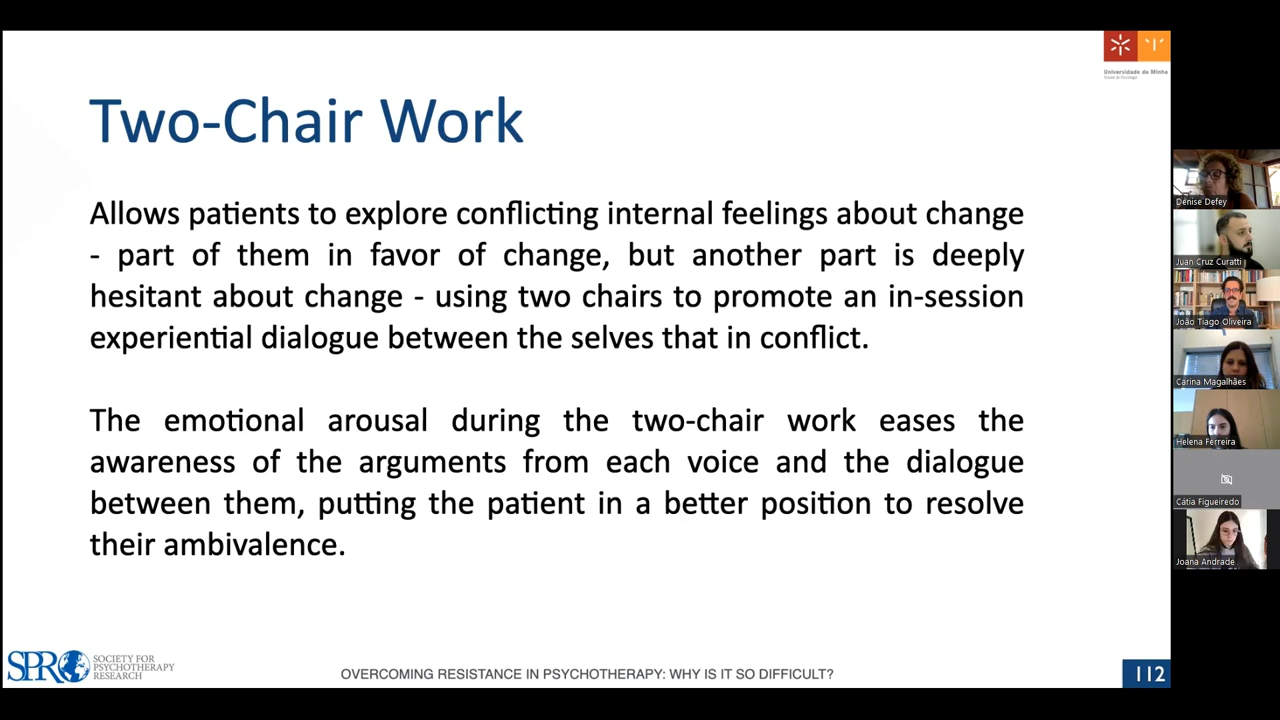 Universidade do Minho
Escola de Psicologia
Two-Chair Work
Allows patients to explore conflicting internal feelings about change
- part of them in favor of change, but another part is deeply
hesitant about change - using two chairs to promote an in-session
experiential dialogue between the selves that in conflict.
The emotional arousal during the two-chair work eases the
awareness of the arguments from each voice and the dialogue
between them, putting the patient in a better position to resolve
their ambivalence.
SPR SOCIETY FOR
PSYCHOTHERAPY
RESEARCH
OVERCOMING RESISTANCE IN PSYCHOTHERAPY: WHY IS IT SO DIFFICULT?
112
Denise Defey
Juan Cruz Curatti
João Tiago Oliveira
Carina Magalhães
Helena Ferreira
Cátia Figueiredo
Joana Andrade